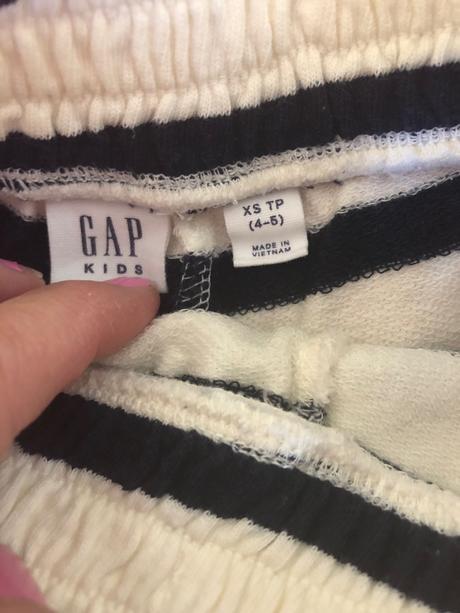 GAP
KIDS
XS TP
(4-5)
MADE IN
VIETNAM